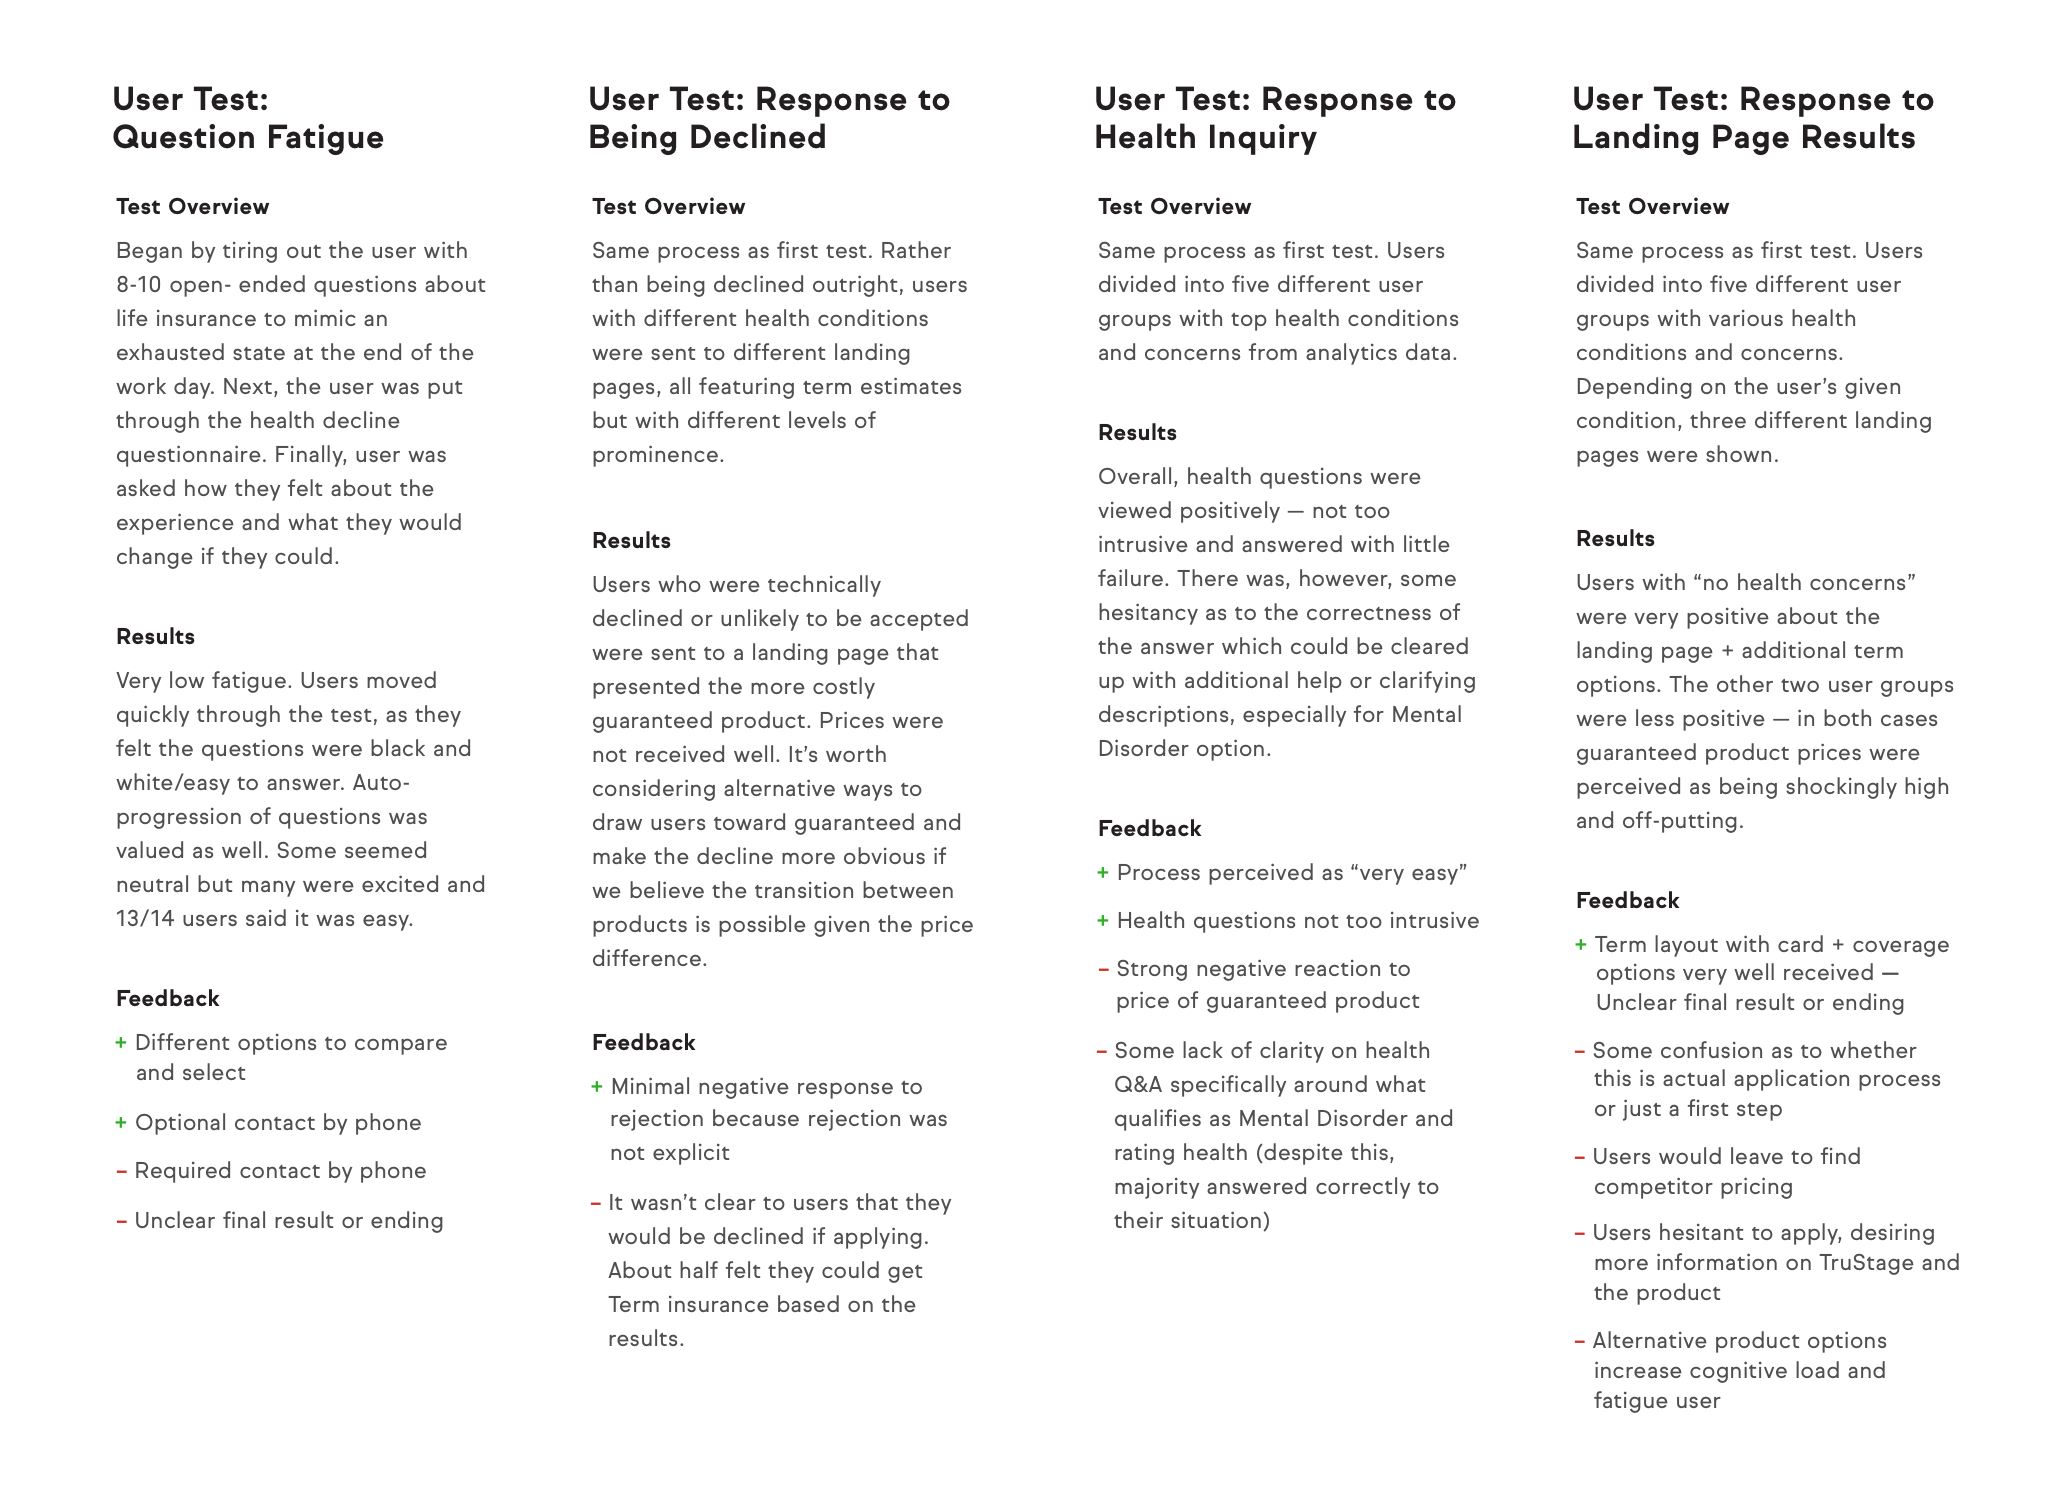 User Test:
Question Fatigue
Test Overview
Began by tiring out the user with
8-10 open- ended questions about
life insurance to mimic an
exhausted state at the end of the
work day. Next, the user was put
through the health decline
questionnaire. Finally, user was
asked how they felt about the
experience and what they would
change if they could.
Results
Very low fatigue. Users moved
quickly through the test, as they
felt the questions were black and
white/easy to answer. Auto-
progression of questions was
valued as well. Some seemed
neutral but many were excited and
13/14 users said it was easy.
Feedback
+ Different options to compare
and select
+ Optional contact by phone
– Required contact by phone
– Unclear final result or ending
User Test: Response to
Being Declined
Test Overview
Same process as first test. Rather
than being declined outright, users
with different health conditions
were sent to different landing
pages, all featuring term estimates
but with different levels of
prominence.
Results
Users who were technically
declined or unlikely to be accepted
were sent to a landing page that
presented the more costly
guaranteed product. Prices were
not received well. It’s worth
considering alternative ways to
draw users toward guaranteed and
make the decline more obvious if
we believe the transition between
products is possible given the price
difference.
Feedback
+ Minimal negative response to
rejection because rejection was
not explicit
– It wasn’t clear to users that they
would be declined if applying.
About half felt they could get
Term insurance based on the
results.
User Test: Response to
Health Inquiry
Test Overview
Same process as first test. Users
divided into five different user
groups with top health conditions
and concerns from analytics data.
Results
Overall, health questions were
viewed positively — not too
intrusive and answered with little
failure. There was, however, some
hesitancy as to the correctness of
the answer which could be cleared
up with additional help or clarifying
descriptions, especially for Mental
Disorder option.
Feedback
+ Process perceived as “very easy”
+ Health questions not too intrusive
– Strong negative reaction to
price of guaranteed product
– Some lack of clarity on health
Q&A specifically around what
qualifies as Mental Disorder and
rating health (despite this,
majority answered correctly to
their situation)
User Test: Response to
Landing Page Results
Test Overview
Same process as first test. Users
divided into five different user
groups with various health
conditions and concerns.
Depending on the user’s given
condition, three different landing
pages were shown.
Results
Users with “no health concerns”
were very positive about the
landing page + additional term
options. The other two user groups
were less positive — in both cases
guaranteed product prices were
perceived as being shockingly high
and off-putting.
Feedback
+ Term layout with card + coverage
options very well received —
Unclear final result or ending
– Some confusion as to whether
this is actual application process
or just a first step
– Users would leave to find
competitor pricing
– Users hesitant to apply, desiring
more information on TruStage and
the product
– Alternative product options
increase cognitive load and
fatigue user